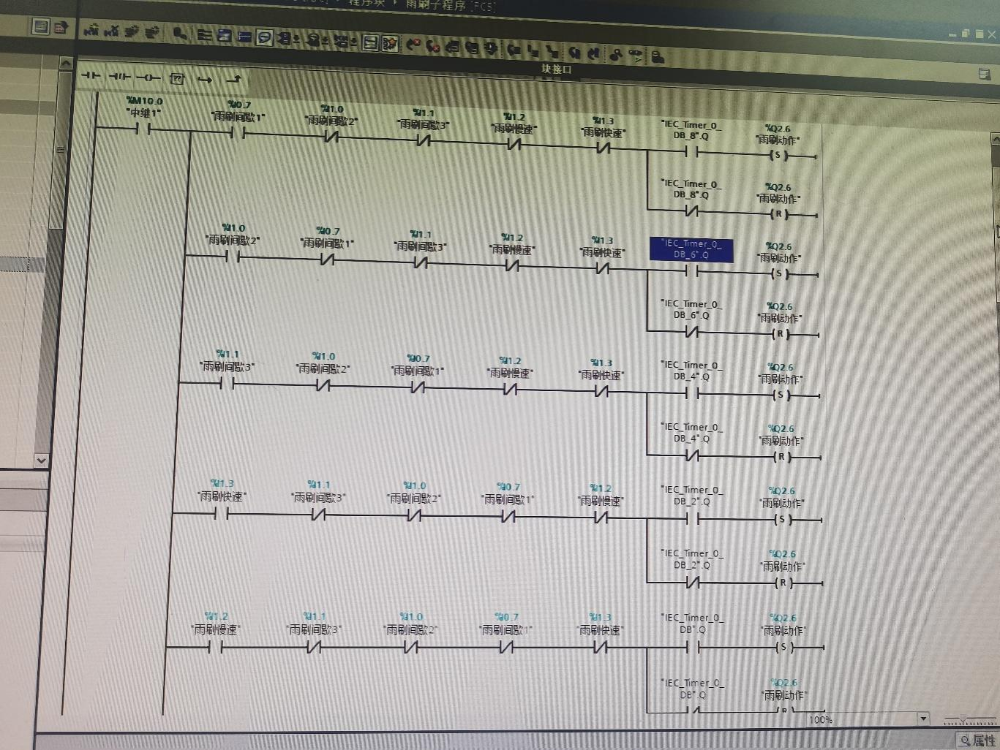 程序块 ▸ 雨刷子程序 [FC5]
块接口
%M10.0
"中继1"
%I0.7
"雨刷间歇1"
%I1.0
"雨刷间歇2"
%I1.1
"雨刷间歇3"
%I1.2
"雨刷慢速"
%I1.3
"雨刷快速"
"IEC_Timer_0_
DB_8".Q
%Q2.6
"雨刷动作"
S
"IEC_Timer_0_
DB_8".Q
%Q2.6
"雨刷动作"
R
%I1.0
"雨刷间歇2"
%I0.7
"雨刷间歇1"
%I1.1
"雨刷间歇3"
%I1.2
"雨刷慢速"
%I1.3
"雨刷快速"
"IEC_Timer_0_
DB_6".Q
%Q2.6
"雨刷动作"
S
"IEC_Timer_0_
DB_6".Q
%Q2.6
"雨刷动作"
R
%I1.1
"雨刷间歇3"
%I1.0
"雨刷间歇2"
%I0.7
"雨刷间歇1"
%I1.2
"雨刷慢速"
%I1.3
"雨刷快速"
"IEC_Timer_0_
DB_4".Q
%Q2.6
"雨刷动作"
S
"IEC_Timer_0_
DB_4".Q
%Q2.6
"雨刷动作"
R
%I1.3
"雨刷快速"
%I1.1
"雨刷间歇3"
%I1.0
"雨刷间歇2"
%I0.7
"雨刷间歇1"
%I1.2
"雨刷慢速"
"IEC_Timer_0_
DB_2".Q
%Q2.6
"雨刷动作"
S
"IEC_Timer_0_
DB_2".Q
%Q2.6
"雨刷动作"
R
%I1.2
"雨刷慢速"
%I1.1
"雨刷间歇3"
%I1.0
"雨刷间歇2"
%I0.7
"雨刷间歇1"
%I1.3
"雨刷快速"
"IEC_Timer_0_
DB".Q
%Q2.6
"雨刷动作"
S
"IEC_Timer_0_
DB".Q
%Q2.6
"雨刷动作"
R
100%
属性